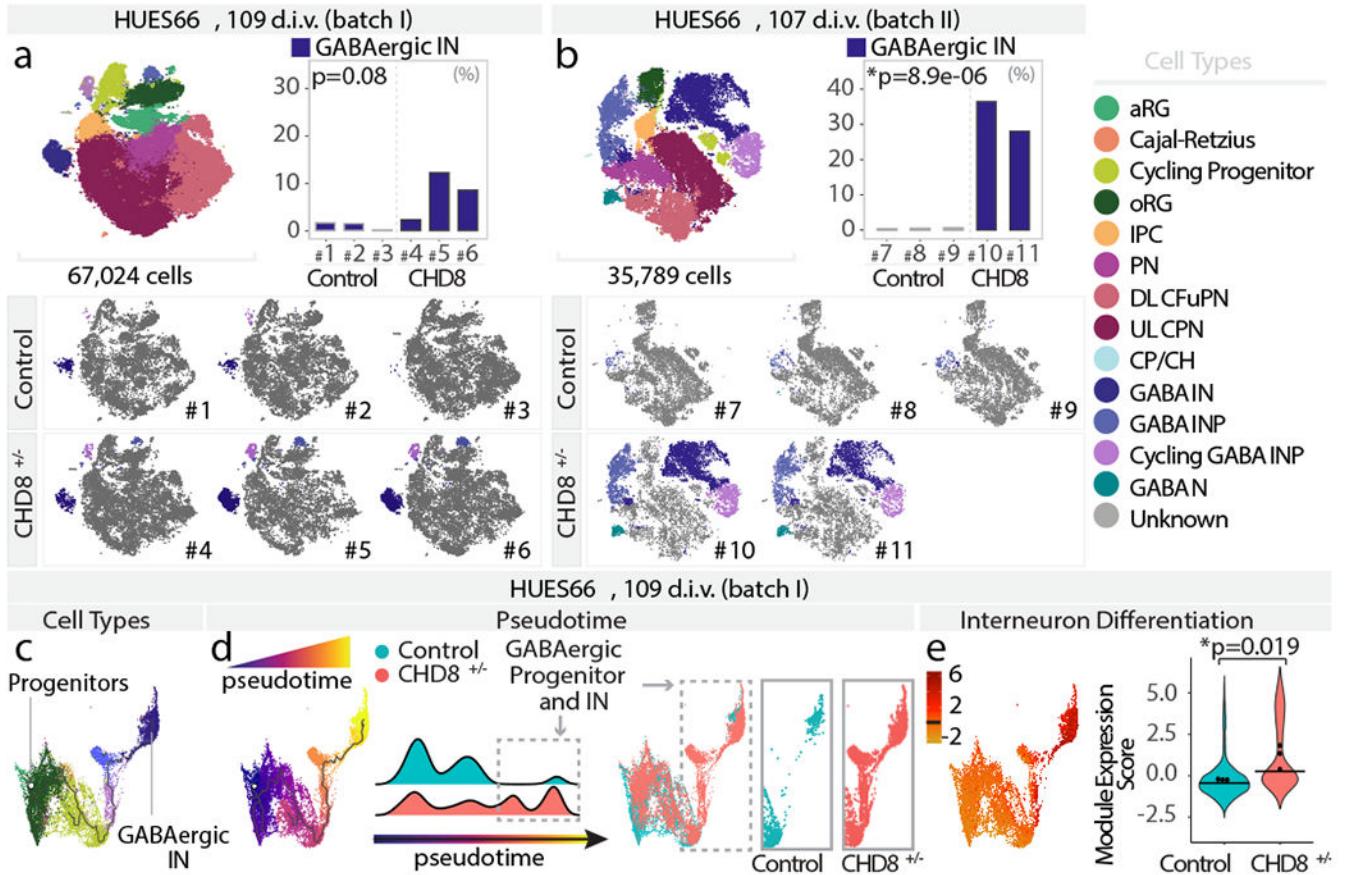 HUES66 , 109 d.i.v. (batch I)
HUES66 , 107 d.i.v. (batch II)
a
GABAergic IN
p=0.08
(%)
30
20
10
0
#1 #2 #3 #4 #5 #6
Control CHD8
67,024 cells
b
GABAergic IN
*p=8.9e-06
(%)
40
30
20
10
0
#7 #8 #9 #10 #11
Control CHD8
35,789 cells
Cell Types
aRG
Cajal-Retzius
Cycling Progenitor
oRG
IPC
PN
DL CFuPN
UL CPN
CP/CH
GABA IN
GABA INP
Cycling GABA INP
GABA N
Unknown
Control
#1
#2
#3
CHD8 +/-
#4
#5
#6
Control
#7
#8
#9
CHD8 +/-
#10
#11
HUES66 , 109 d.i.v. (batch I)
Cell Types
Pseudotime
Interneuron Differentiation
c
Progenitors
GABAergic
IN
d
pseudotime
Control
CHD8 +/-
GABAergic
Progenitor
and IN
pseudotime
Control
CHD8 +/-
e
6
2
-2
*p=0.019
Module Expression
Score
5.0
2.5
0.0
-2.5
Control
CHD8 +/-